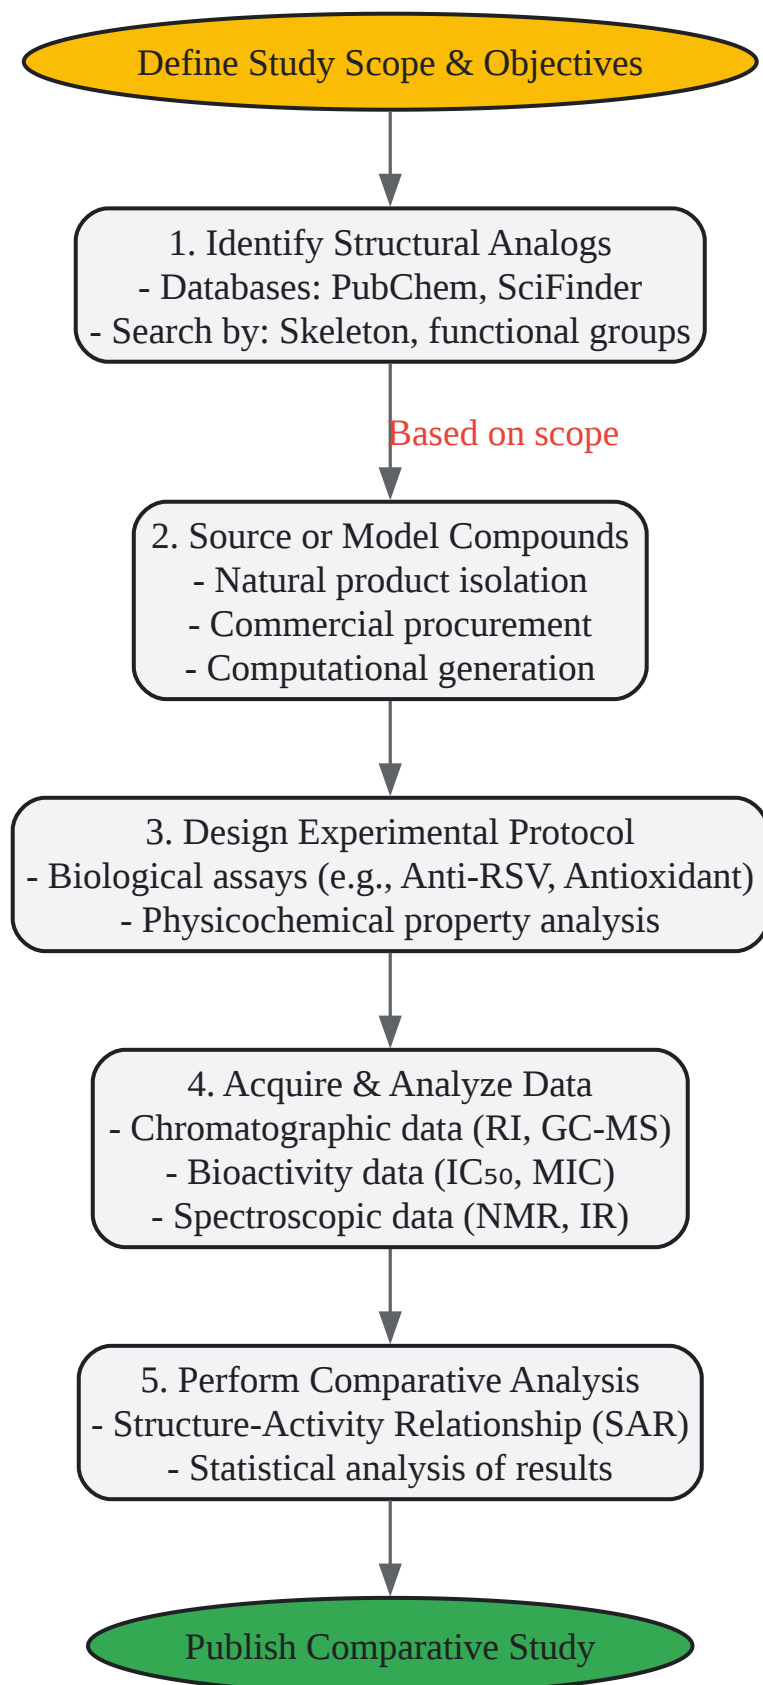 Define Study Scope & Objectives
1. Identify Structural Analogs
- Databases: PubChem, SciFinder
- Search by: Skeleton, functional groups
Based on scope
2. Source or Model Compounds
- Natural product isolation
- Commercial procurement
- Computational generation
3. Design Experimental Protocol
- Biological assays (e.g., Anti-RSV, Antioxidant)
- Physicochemical property analysis
4. Acquire & Analyze Data
- Chromatographic data (RI, GC-MS)
- Bioactivity data (IC₅₀, MIC)
- Spectroscopic data (NMR, IR)
5. Perform Comparative Analysis
- Structure-Activity Relationship (SAR)
- Statistical analysis of results
Publish Comparative Study